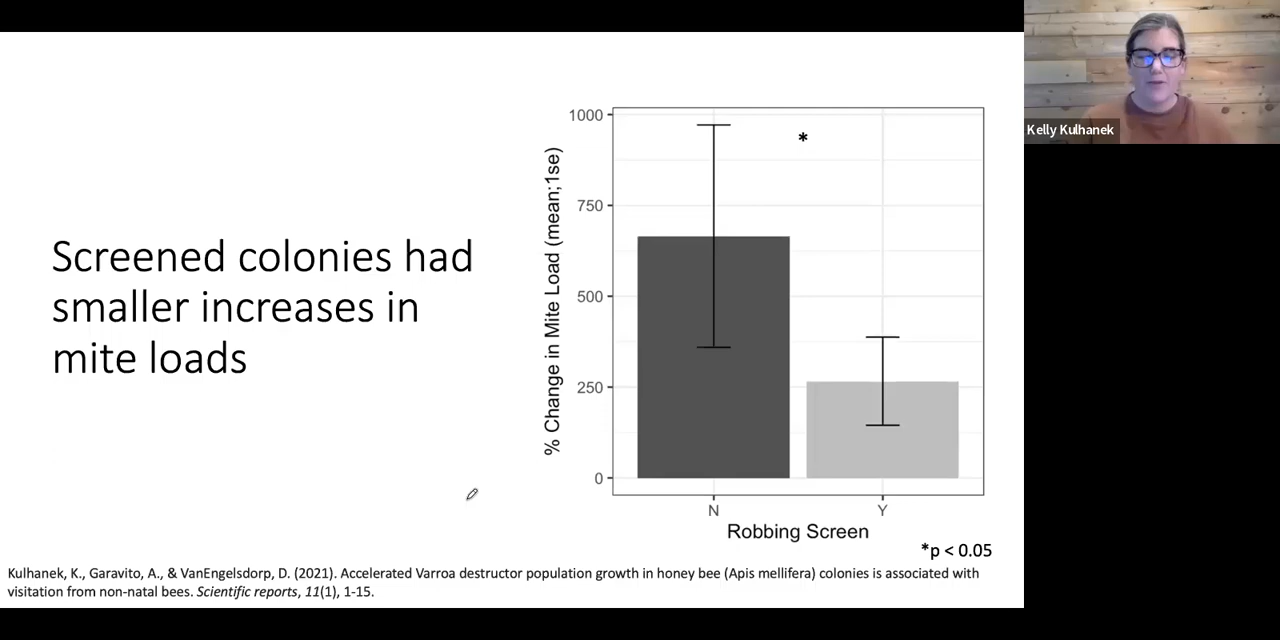 Kelly Kulhanek
Screened colonies had
smaller increases in
mite loads
% Change in Mite Load (mean;1se)
1000
750
500
250
0
*
N
Y
Robbing Screen
*p < 0.05
Kulhanek, K., Garavito, A., & VanEngelsdorp, D. (2021). Accelerated Varroa destructor population growth in honey bee (Apis mellifera) colonies is associated with
visitation from non-natal bees. Scientific reports, 11(1), 1-15.